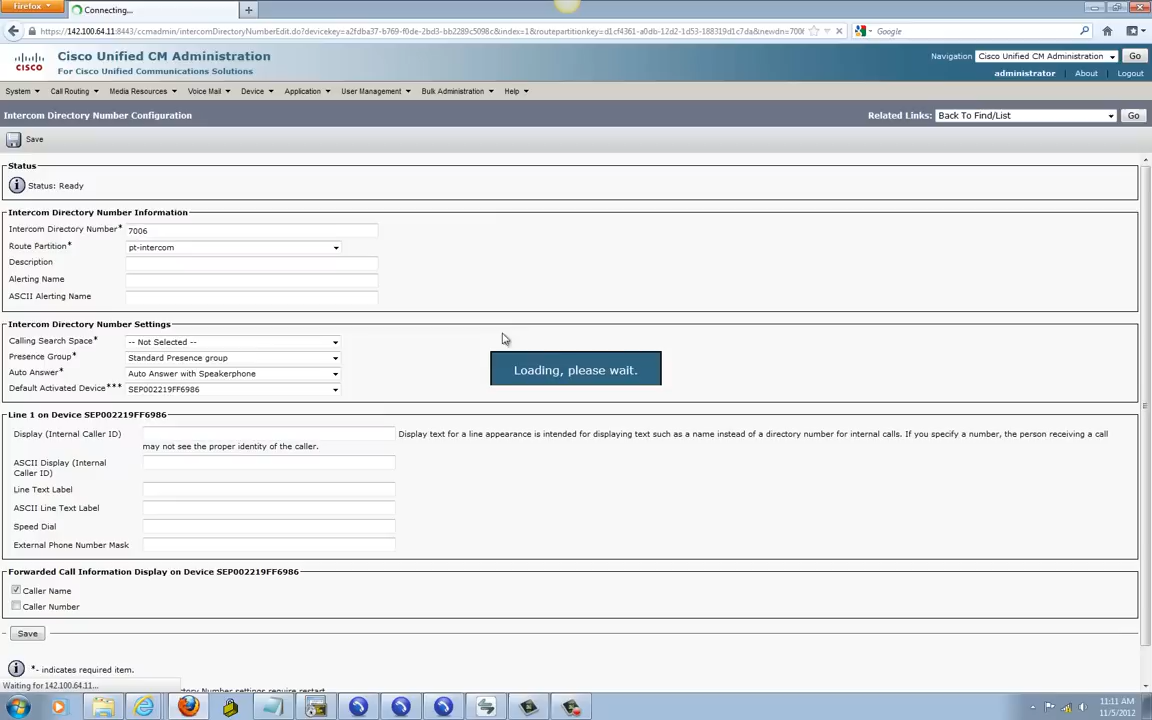 Firefox
Connecting...
https://142.100.64.11:8443/ccmadmin/intercomDirectoryNumberEdit.do?devicekey=a2fdba37-b769-f0de-2bd3-bb2289c5098c&index=1&routepartitionkey=d1cf4361-a0db-12d2-1d53-188319d1c7da&newdn=7006
Google
CISCO
Cisco Unified CM Administration
For Cisco Unified Communications Solutions
Navigation Cisco Unified CM Administration Go
administrator About Logout
System Call Routing Media Resources Voice Mail Device Application User Management Bulk Administration Help
Intercom Directory Number Configuration
Related Links: Back To Find/List Go
Save
Status
Status: Ready
Intercom Directory Number Information
Intercom Directory Number* 7006
Route Partition* pt-intercom
Description
Alerting Name
ASCII Alerting Name
Intercom Directory Number Settings
Calling Search Space* -- Not Selected --
Presence Group* Standard Presence group
Auto Answer* Auto Answer with Speakerphone
Default Activated Device*** SEP002219FF6986
Loading, please wait.
Line 1 on Device SEP002219FF6986
Display (Internal Caller ID) Display text for a line appearance is intended for displaying text such as a name instead of a directory number for internal calls. If you specify a number, the person receiving a call
may not see the proper identity of the caller.
ASCII Display (Internal
Caller ID)
Line Text Label
ASCII Line Text Label
Speed Dial
External Phone Number Mask
Forwarded Call Information Display on Device SEP002219FF6986
Caller Name
Caller Number
Save
*- indicates required item.
Waiting for 142.100.64.11...
tory Number settings require restart.
11:11 AM
11/5/2012